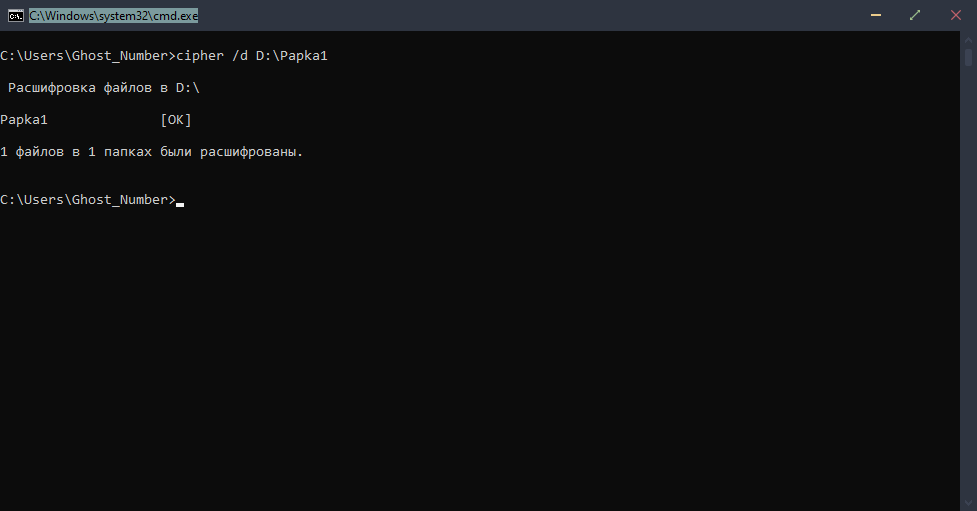 C:\Windows\system32\cmd.exe
C:\Users\Ghost_Number>cipher /d D:\Papka1
Расшифровка файлов в D:\
Papka1 [OK]
1 файлов в 1 папках были расшифрованы.
C:\Users\Ghost_Number>